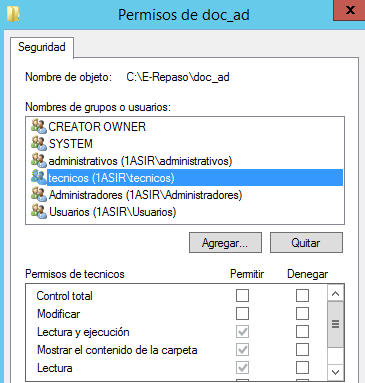 Permisos de doc_ad
Seguridad
Nombre de objeto: C:\E-Repaso\doc_ad
Nombres de grupos o usuarios:
CREATOR OWNER
SYSTEM
administrativos (1ASIR\administrativos)
tecnicos (1ASIR\tecnicos)
Administradores (1ASIR\Administradores)
Usuarios (1ASIR\Usuarios)
Agregar... Quitar
Permisos de tecnicos Permitir Denegar
Control total
Modificar
Lectura y ejecución
Mostrar el contenido de la carpeta
Lectura